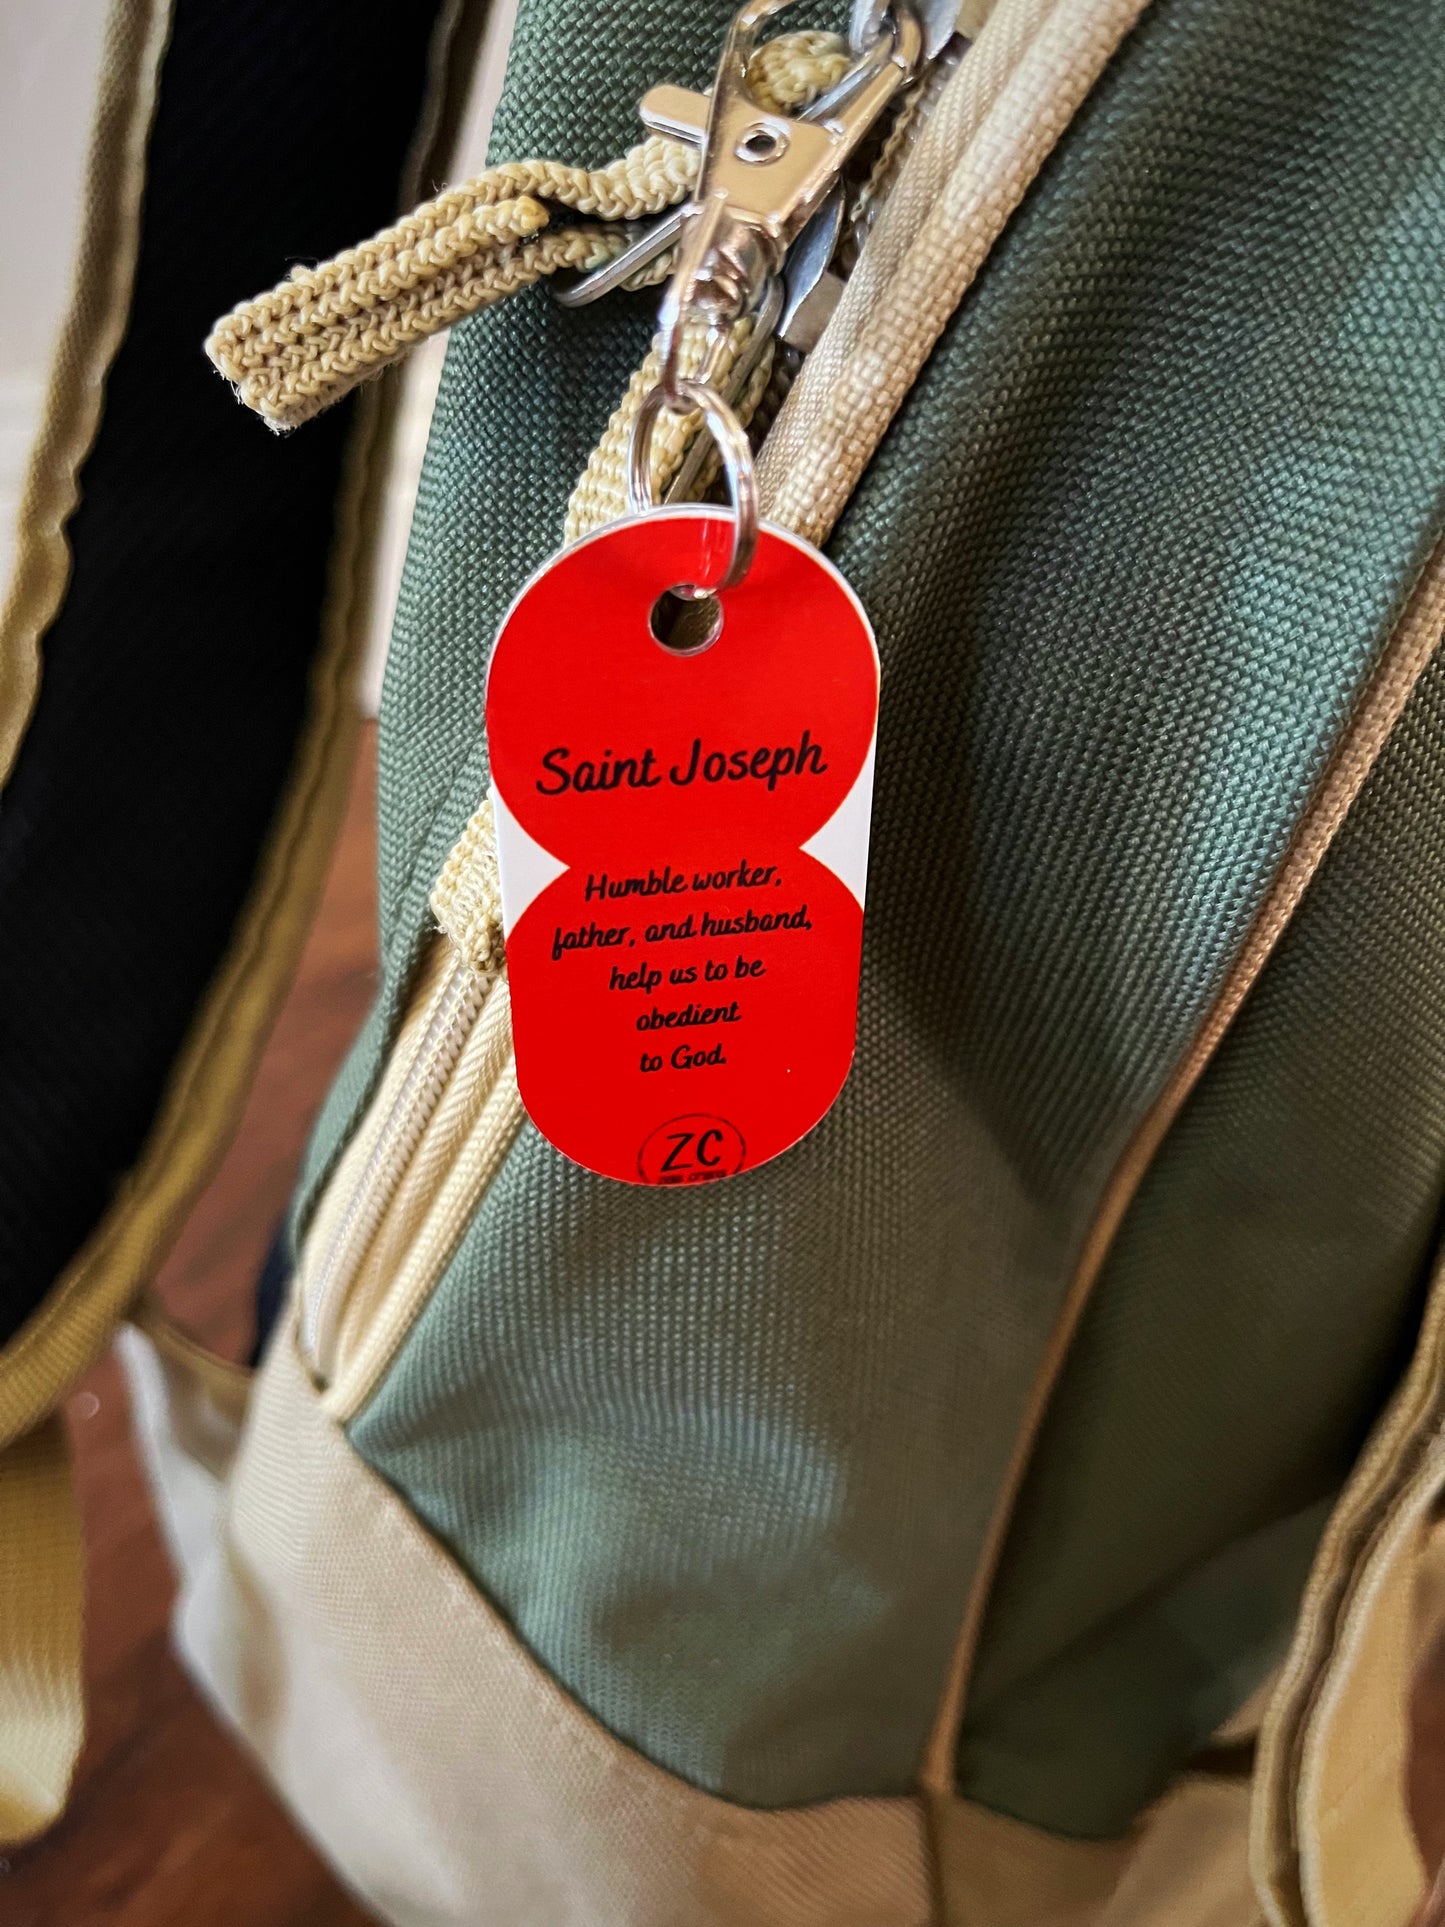 Saint Joseph
Humble worker,
father, and husband,
help us to be
obedient
to God.
ZC